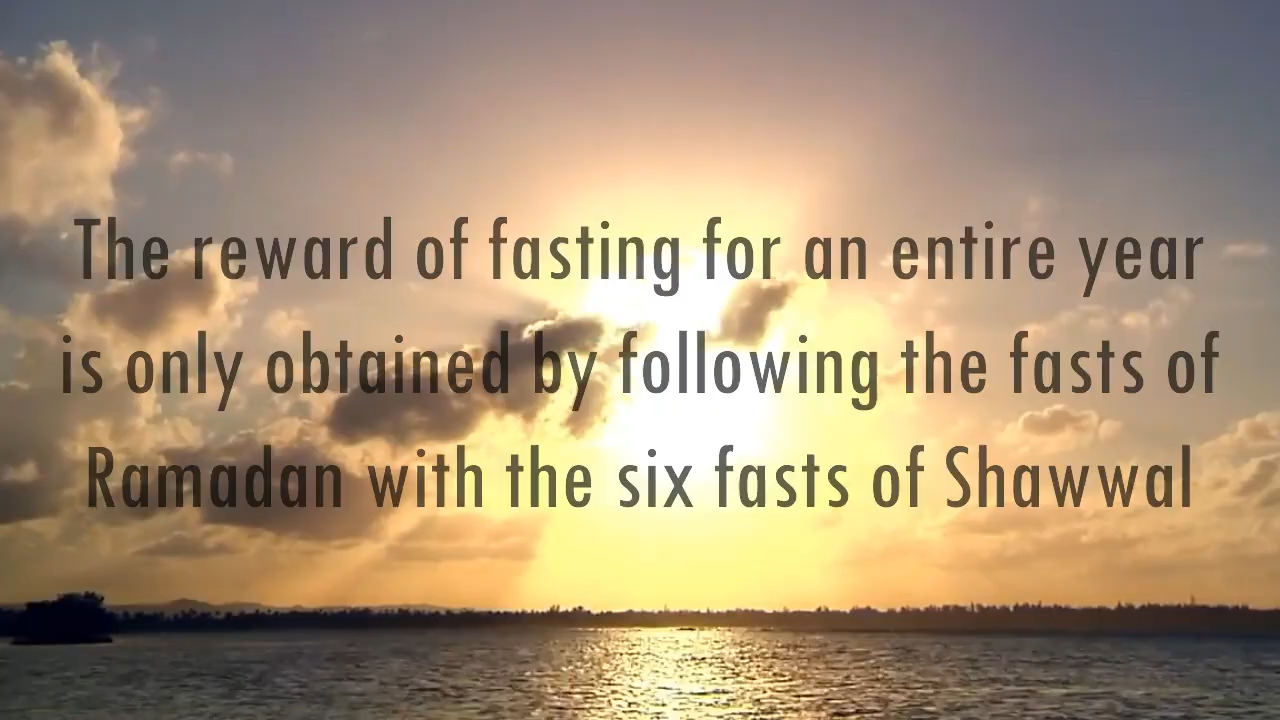 The reward of fasting for an entire year
is only obtained by following the fasts of
Ramadan with the six fasts of Shawwal